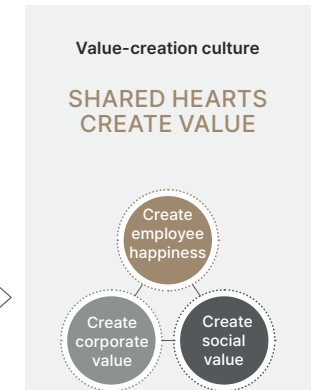 Value-creation culture
SHARED HEARTS
CREATE VALUE
Create
employee
happiness
Create
corporate
value
Create
social
value